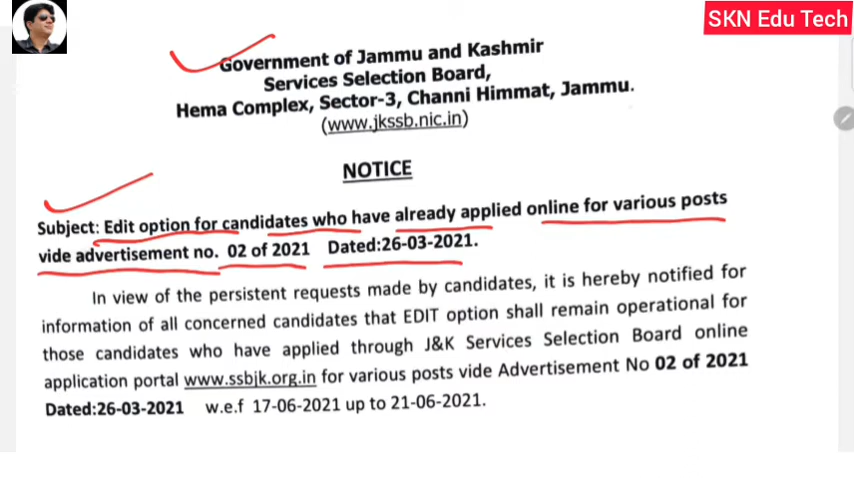 SKN Edu Tech
Government of Jammu and Kashmir
Services Selection Board,
Hema Complex, Sector-3, Channi Himmat, Jammu.
(www.jkssb.nic.in)
NOTICE
Subject: Edit option for candidates who have already applied online for various posts
vide advertisement no. 02 of 2021 Dated:26-03-2021.
In view of the persistent requests made by candidates, it is hereby notified for
information of all concerned candidates that EDIT option shall remain operational for
those candidates who have applied through J&K Services Selection Board online
application portal www.ssbjk.org.in for various posts vide Advertisement No 02 of 2021
Dated:26-03-2021 w.e.f 17-06-2021 up to 21-06-2021.